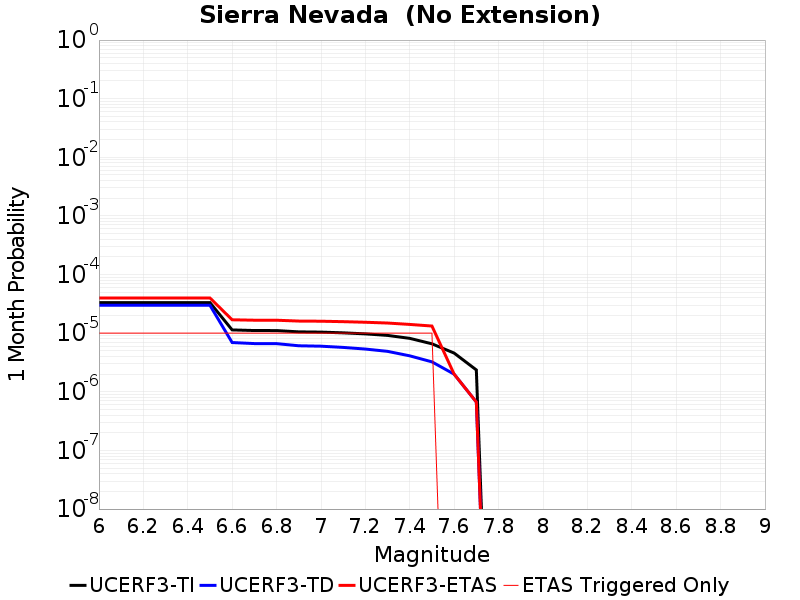 Sierra Nevada  (No Extension)
10^0
10^-1
10^-2
10^-3
10^-4
10^-5
10^-6
10^-7
10^-8
1 Month Probability
6 6.2 6.4 6.6 6.8 7 7.2 7.4 7.6 7.8 8 8.2 8.4 8.6 8.8 9
Magnitude
UCERF3-TI UCERF3-TD UCERF3-ETAS ETAS Triggered Only